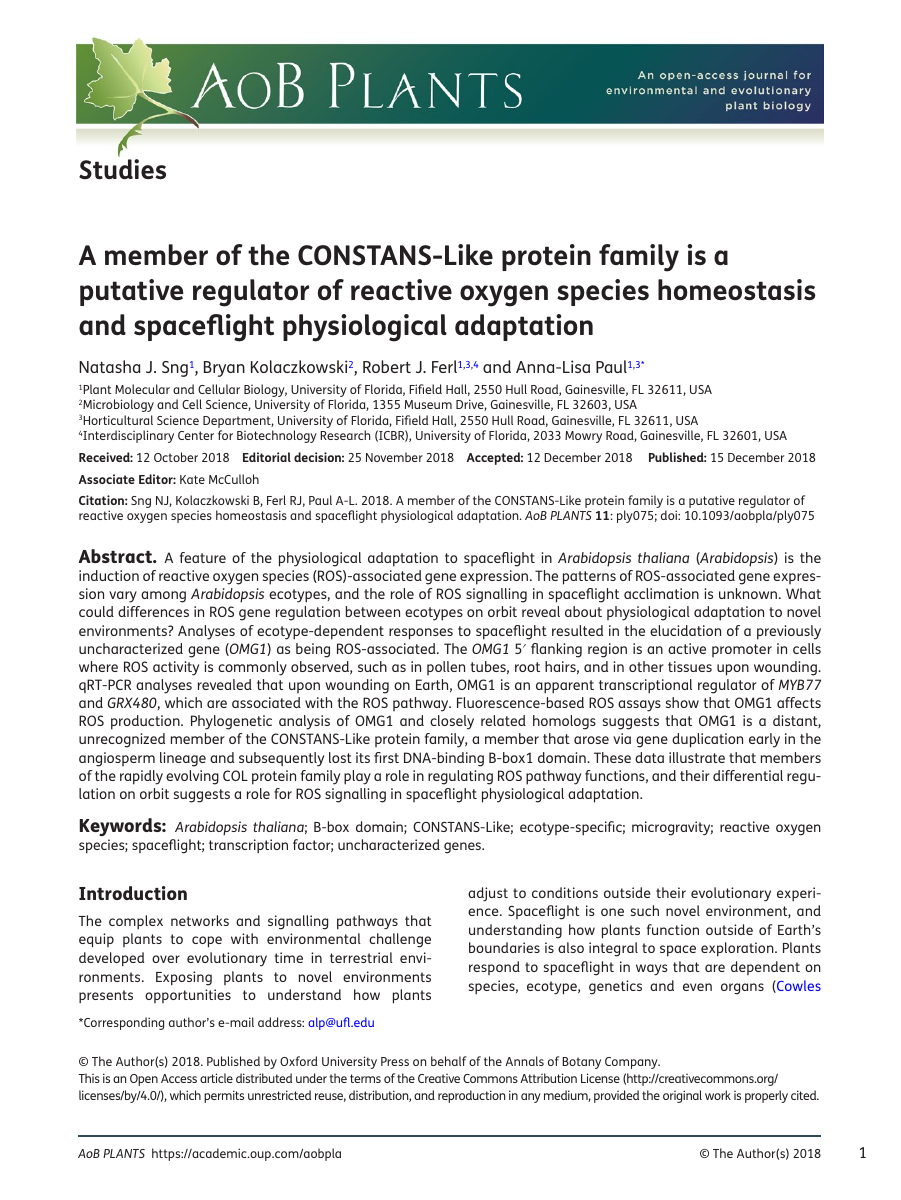 AoB PLANTS
An open-access journal for
environmental and evolutionary
plant biology
Studies
A member of the CONSTANS-Like protein family is a
putative regulator of reactive oxygen species homeostasis
and spaceflight physiological adaptation
Natasha J. Sng1, Bryan Kolaczkowski2, Robert J. Ferl1,3,4 and Anna-Lisa Paul1,3*
1Plant Molecular and Cellular Biology, University of Florida, Fifield Hall, 2550 Hull Road, Gainesville, FL 32611, USA
2Microbiology and Cell Science, University of Florida, 1355 Museum Drive, Gainesville, FL 32603, USA
3Horticultural Science Department, University of Florida, Fifield Hall, 2550 Hull Road, Gainesville, FL 32611, USA
4Interdisciplinary Center for Biotechnology Research (ICBR), University of Florida, 2033 Mowry Road, Gainesville, FL 32601, USA
Received: 12 October 2018 Editorial decision: 25 November 2018 Accepted: 12 December 2018 Published: 15 December 2018
Associate Editor: Kate McCulloh
Citation: Sng NJ, Kolaczkowski B, Ferl RJ, Paul A-L. 2018. A member of the CONSTANS-Like protein family is a putative regulator of
reactive oxygen species homeostasis and spaceflight physiological adaptation. AoB PLANTS 11: ply075; doi: 10.1093/aobpla/ply075
Abstract. A feature of the physiological adaptation to spaceflight in Arabidopsis thaliana (Arabidopsis) is the
induction of reactive oxygen species (ROS)-associated gene expression. The patterns of ROS-associated gene expres-
sion vary among Arabidopsis ecotypes, and the role of ROS signalling in spaceflight acclimation is unknown. What
could differences in ROS gene regulation between ecotypes on orbit reveal about physiological adaptation to novel
environments? Analyses of ecotype-dependent responses to spaceflight resulted in the elucidation of a previously
uncharacterized gene (OMG1) as being ROS-associated. The OMG1 5′ flanking region is an active promoter in cells
where ROS activity is commonly observed, such as in pollen tubes, root hairs, and in other tissues upon wounding.
qRT-PCR analyses revealed that upon wounding on Earth, OMG1 is an apparent transcriptional regulator of MYB77
and GRX480, which are associated with the ROS pathway. Fluorescence-based ROS assays show that OMG1 affects
ROS production. Phylogenetic analysis of OMG1 and closely related homologs suggests that OMG1 is a distant,
unrecognized member of the CONSTANS-Like protein family, a member that arose via gene duplication early in the
angiosperm lineage and subsequently lost its first DNA-binding B-box1 domain. These data illustrate that members
of the rapidly evolving COL protein family play a role in regulating ROS pathway functions, and their differential regu-
lation on orbit suggests a role for ROS signalling in spaceflight physiological adaptation.
Keywords: Arabidopsis thaliana; B-box domain; CONSTANS-Like; ecotype-specific; microgravity; reactive oxygen
species; spaceflight; transcription factor; uncharacterized genes.
Introduction
The complex networks and signalling pathways that
equip plants to cope with environmental challenge
developed over evolutionary time in terrestrial envi-
ronments. Exposing plants to novel environments
presents opportunities to understand how plants
adjust to conditions outside their evolutionary experi-
ence. Spaceflight is one such novel environment, and
understanding how plants function outside of Earth's
boundaries is also integral to space exploration. Plants
respond to spaceflight in ways that are dependent on
species, ecotype, genetics and even organs (Cowles
*Corresponding author's e-mail address: alp@ufl.edu
© The Author(s) 2018. Published by Oxford University Press on behalf of the Annals of Botany Company.
This is an Open Access article distributed under the terms of the Creative Commons Attribution License (http://creativecommons.org/
licenses/by/4.0/), which permits unrestricted reuse, distribution, and reproduction in any medium, provided the original work is properly cited.
AoB PLANTS https://academic.oup.com/aobpla © The Author(s) 2018 1